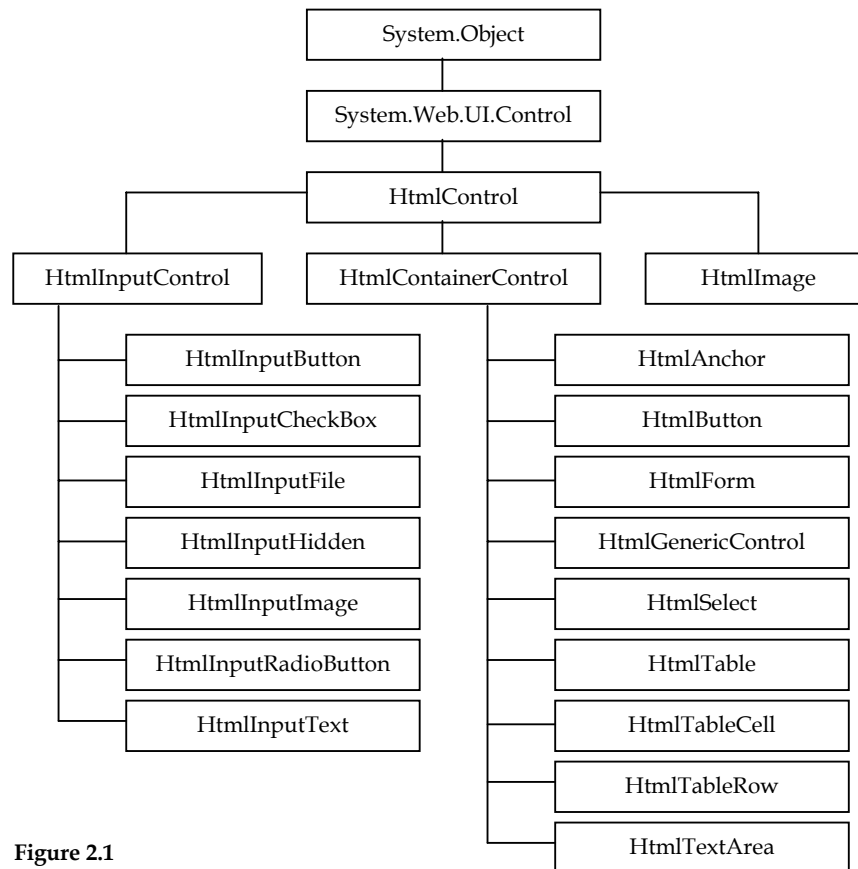 System.Object
System.Web.UI.Control
HtmlControl
HtmlInputControl
HtmlContainerControl
HtmlImage
HtmlInputButton
HtmlInputCheckBox
HtmlInputFile
HtmlInputHidden
HtmlInputImage
HtmlInputRadioButton
HtmlInputText
HtmlAnchor
HtmlButton
HtmlForm
HtmlGenericControl
HtmlSelect
HtmlTable
HtmlTableCell
HtmlTableRow
HtmlTextArea
Figure 2.1